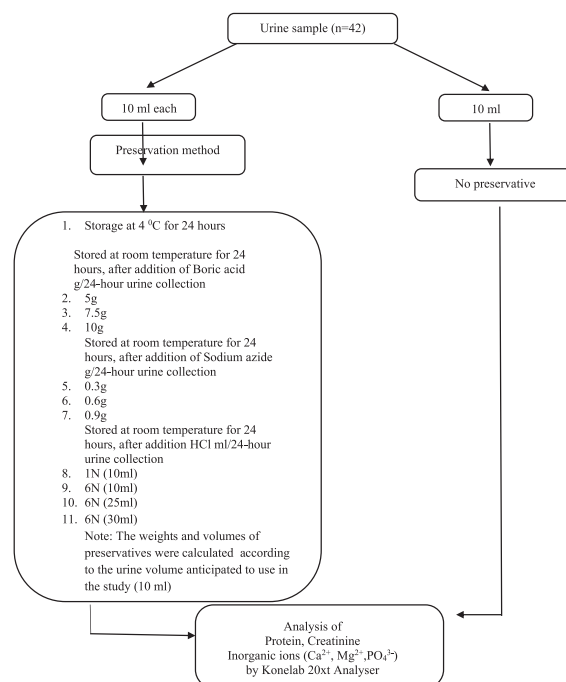 Urine sample (n=42)
10 ml each
10 ml
Preservation method
No preservative
1. Storage at 4 ⁰C for 24 hours
Stored at room temperature for 24
hours, after addition of Boric acid
g/24-hour urine collection
2. 5g
3. 7.5g
4. 10g
Stored at room temperature for 24
hours, after addition of Sodium azide
g/24-hour urine collection
5. 0.3g
6. 0.6g
7. 0.9g
Stored at room temperature for 24
hours, after addition HCl ml/24-hour
urine collection
8. 1N (10ml)
9. 6N (10ml)
10. 6N (25ml)
11. 6N (30ml)
Note: The weights and volumes of
preservatives were calculated according
to the urine volume anticipated to use in
the study (10 ml)
Analysis of
Protein, Creatinine
Inorganic ions (Ca²⁺, Mg²⁺,PO₄³⁻)
by Konelab 20xt Analyser